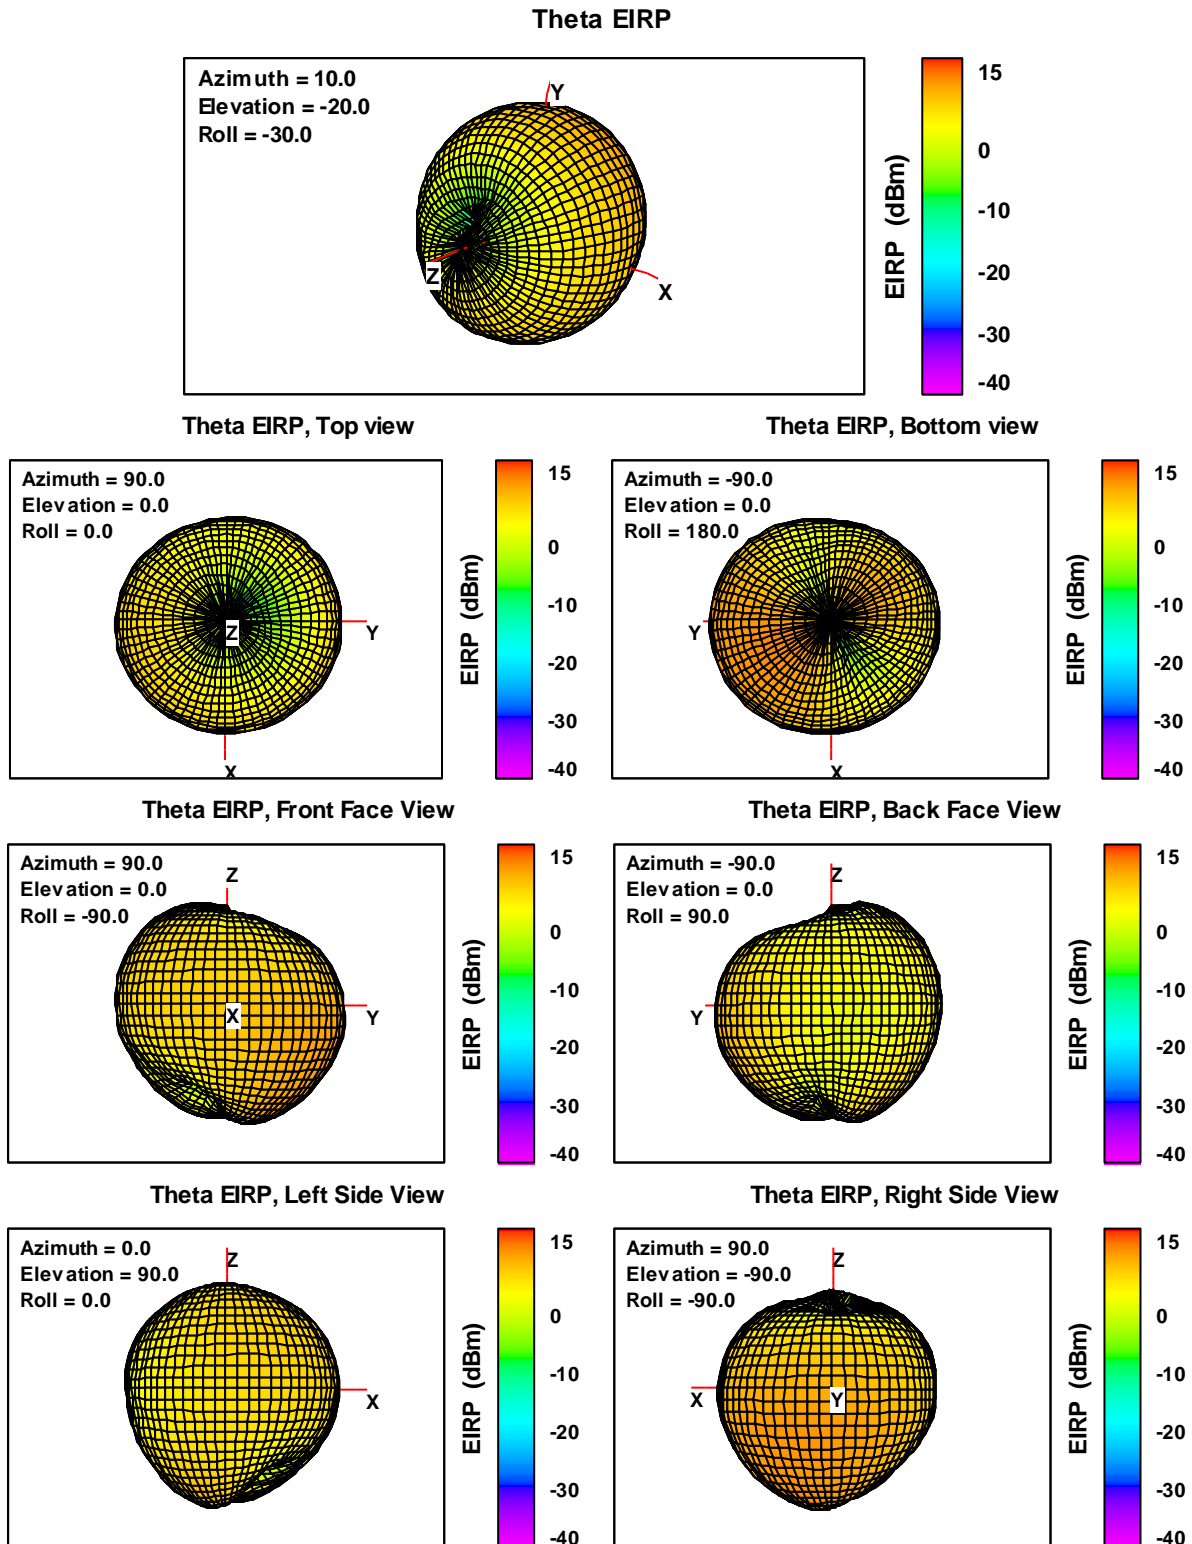 Theta EIRP
Azimuth = 10.0
Elevation = -20.0
Roll = -30.0
Y
Z
X
EIRP (dBm)
15
0
-10
-20
-30
-40
Theta EIRP, Top view
Azimuth = 90.0
Elevation = 0.0
Roll = 0.0
Z
Y
X
EIRP (dBm)
15
0
-10
-20
-30
-40
Theta EIRP, Bottom view
Azimuth = -90.0
Elevation = 0.0
Roll = 180.0
Y
X
EIRP (dBm)
15
0
-10
-20
-30
-40
Theta EIRP, Front Face View
Azimuth = 90.0
Elevation = 0.0
Roll = -90.0
Z
X
Y
EIRP (dBm)
15
0
-10
-20
-30
-40
Theta EIRP, Back Face View
Azimuth = -90.0
Elevation = 0.0
Roll = 90.0
Z
Y
EIRP (dBm)
15
0
-10
-20
-30
-40
Theta EIRP, Left Side View
Azimuth = 0.0
Elevation = 90.0
Roll = 0.0
Z
X
EIRP (dBm)
15
0
-10
-20
-30
-40
Theta EIRP, Right Side View
Azimuth = 90.0
Elevation = -90.0
Roll = -90.0
Z
X
Y
EIRP (dBm)
15
0
-10
-20
-30
-40